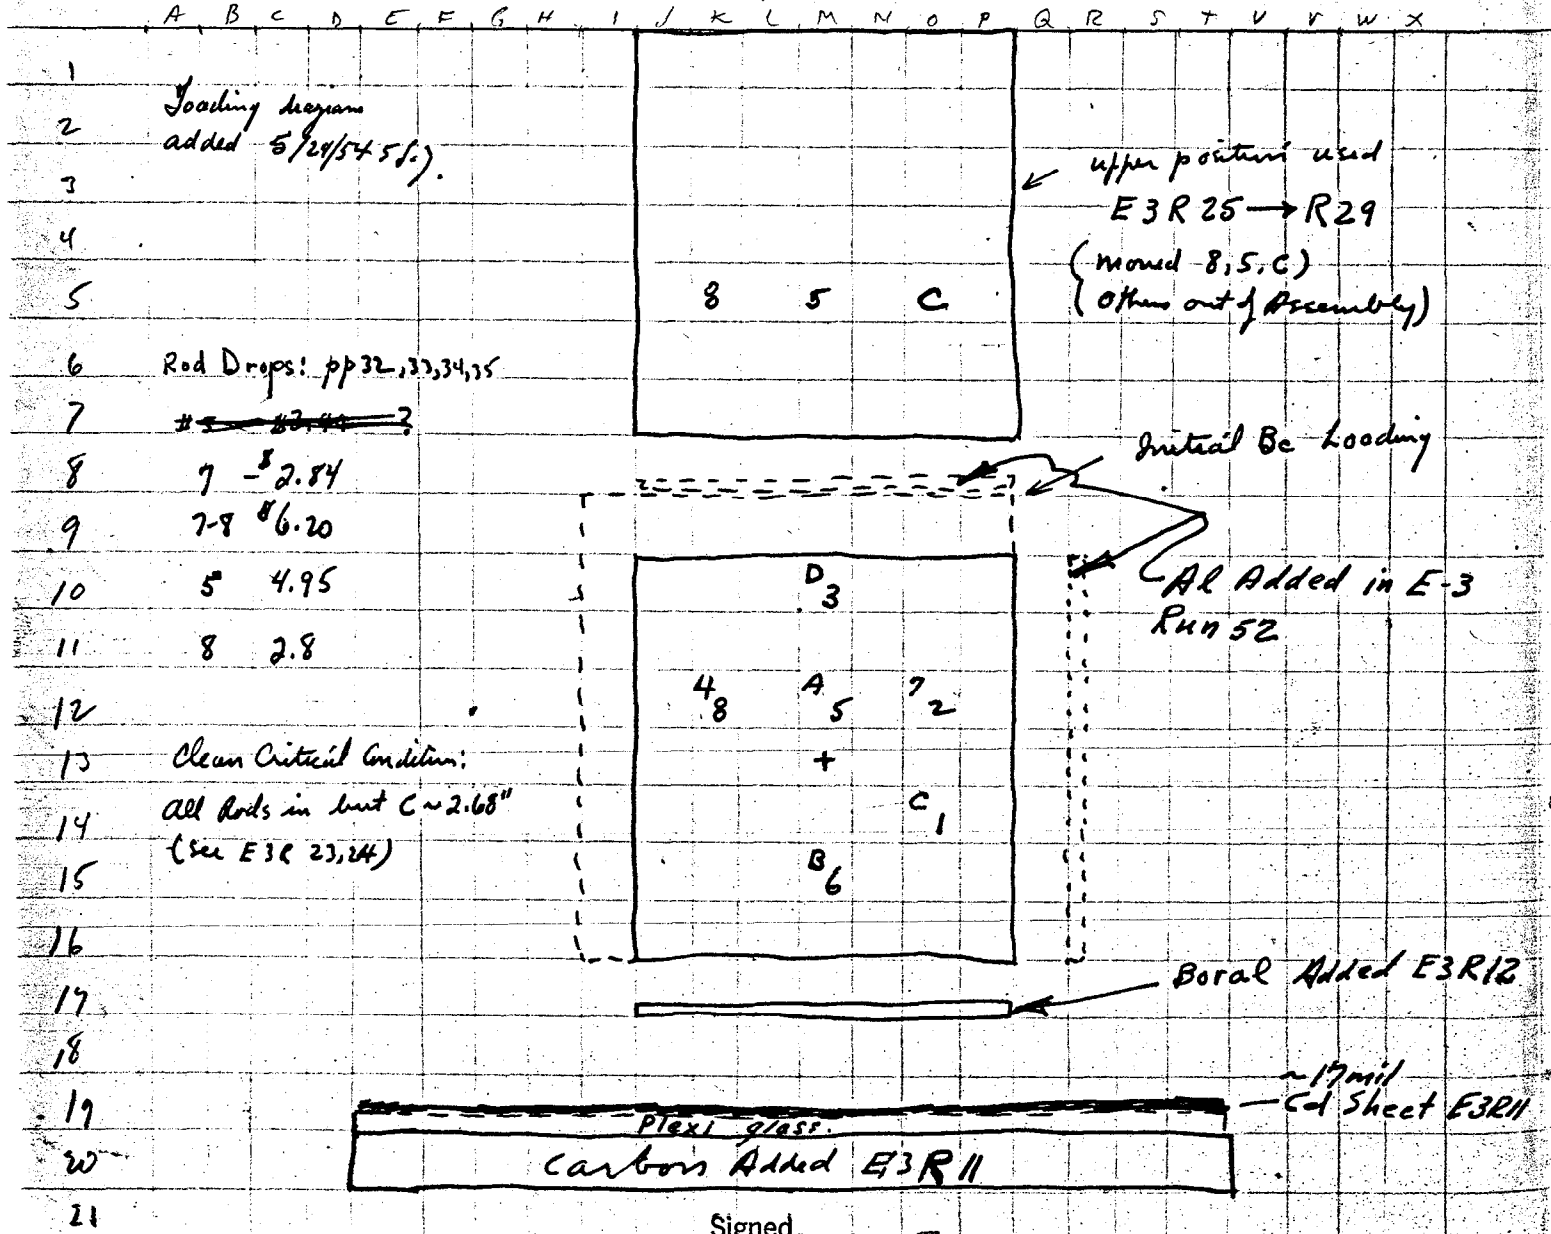 A B C D E F G H I J K L M N O P Q R S T U V W X
1
2
3
4
5
6
7
8
9
10
11
12
13
14
15
16
17
18
19
20
21
Loading diagram
added 5/24/54
upper position used
E3R25 → R29
(moved 8, 5, C)
(Others out of Assembly)
8 5 C
Rod Drops: pp 32, 33, 34, 35
7 - $2.84
7-8 $6.20
5 4.95
8 2.8
Initial Be Loading
Al Added in E-3
Run 52
D 3
4 8 A 5 7 2
+
C 1
B 6
Clean Critical Condition:
All Rods in but C ~ 2.68"
(see E3R 23, 24)
Boral Added E3R12
~17 mil
Cd Sheet E3R11
Plexi glass.
Carbon Added E3R11
Signed